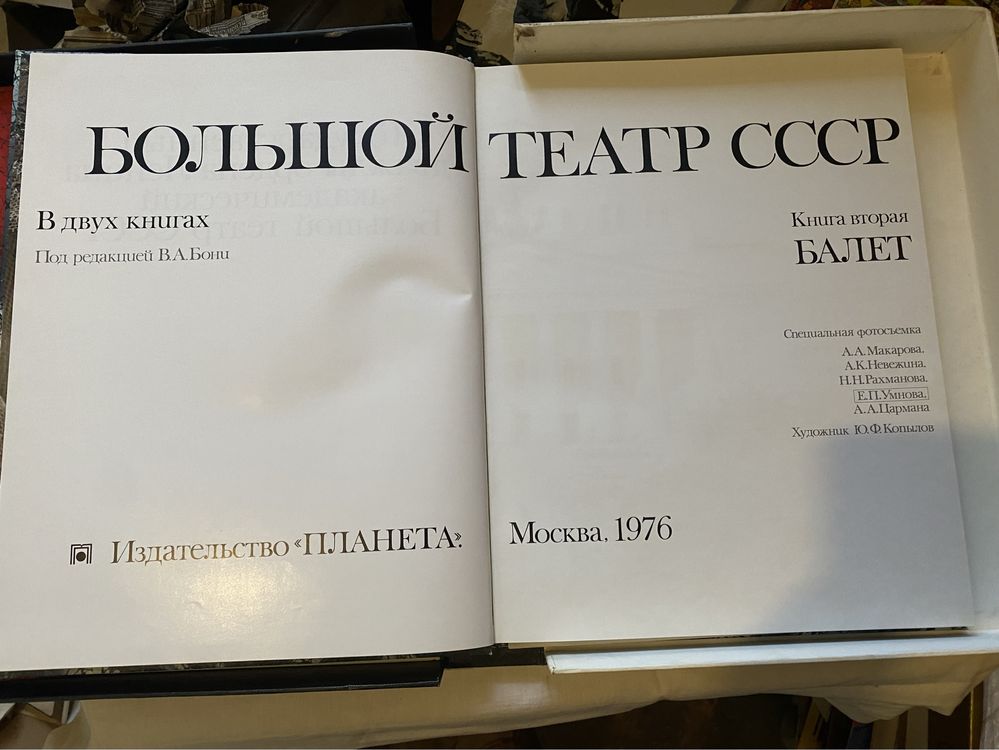 БОЛЬШОЙ ТЕАТР СССР
В двух книгах
Под редакцией В.А.Бони
Издательство «ПЛАНЕТА».
Книга вторая
БАЛЕТ
Специальная фотосъемка
А.А.Макарова,
А.К.Невежина,
Н.Н.Рахманова,
Е.П.Умнова,
А.А.Цармана
Художник Ю.Ф.Копылов
Москва, 1976